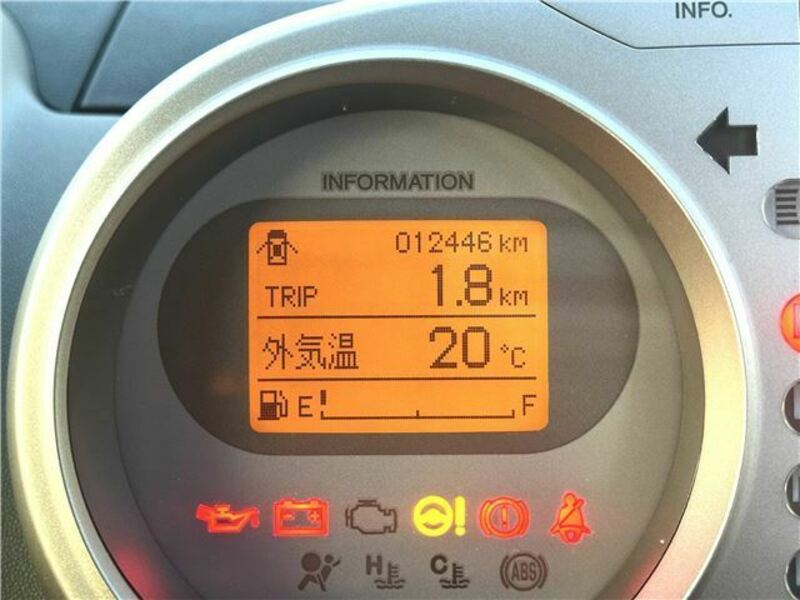 INFO.
INFORMATION
012446 km
TRIP 1.8 km
外気温 20 °C
E F
H C ABS